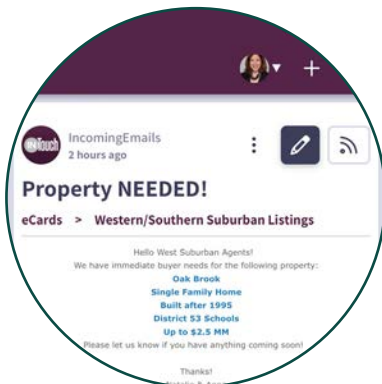 INTouch
IncomingEmails
2 hours ago
Property NEEDED!
eCards > Western/Southern Suburban Listings
Hello West Suburban Agents!
We have immediate buyer needs for the following property:
Oak Brook
Single Family Home
Built after 1995
District 53 Schools
Up to $2.5 MM
Please let us know if you have anything coming soon!
Thanks!